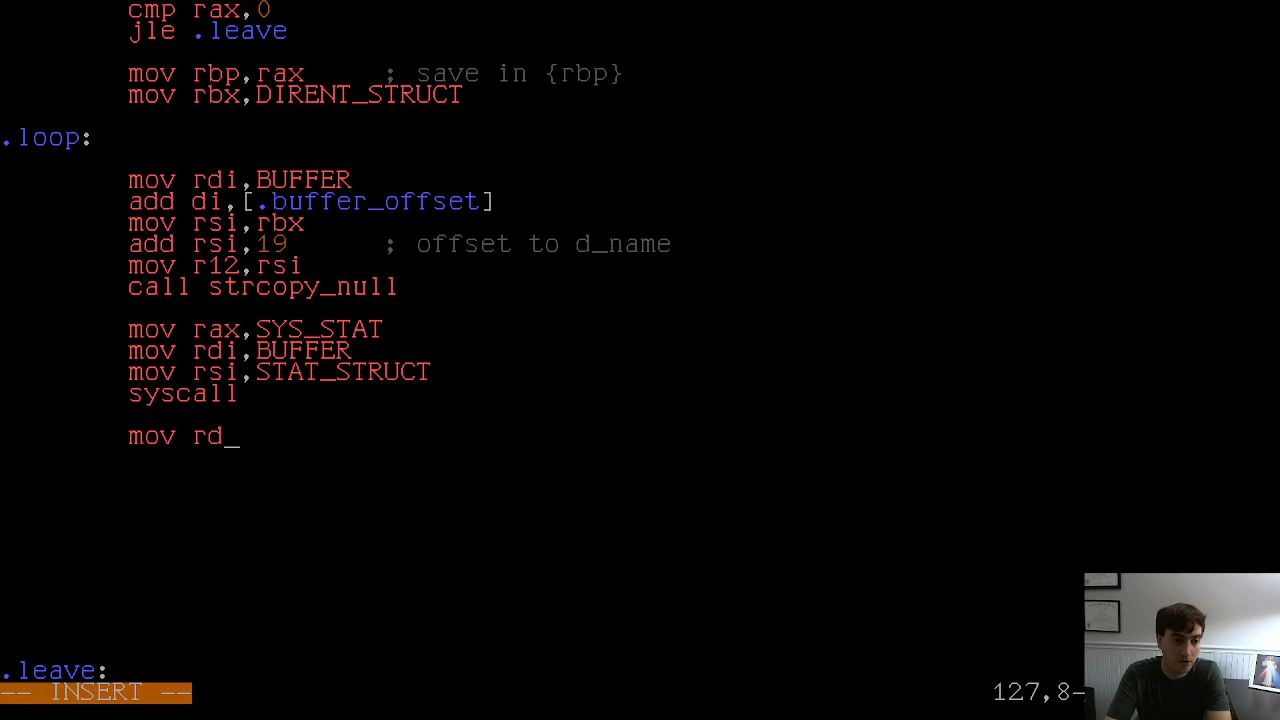 cmp rax,0
jle .leave
mov rbp,rax ; save in {rbp}
mov rbx,DIRENT_STRUCT
.loop:
mov rdi,BUFFER
add di,[.buffer_offset]
mov rsi,rbx
add rsi,19 ; offset to d_name
mov r12,rsi
call strcopy_null
mov rax,SYS_STAT
mov rdi,BUFFER
mov rsi,STAT_STRUCT
syscall
mov rd_
.leave:
-- INSERT -- 127,8-